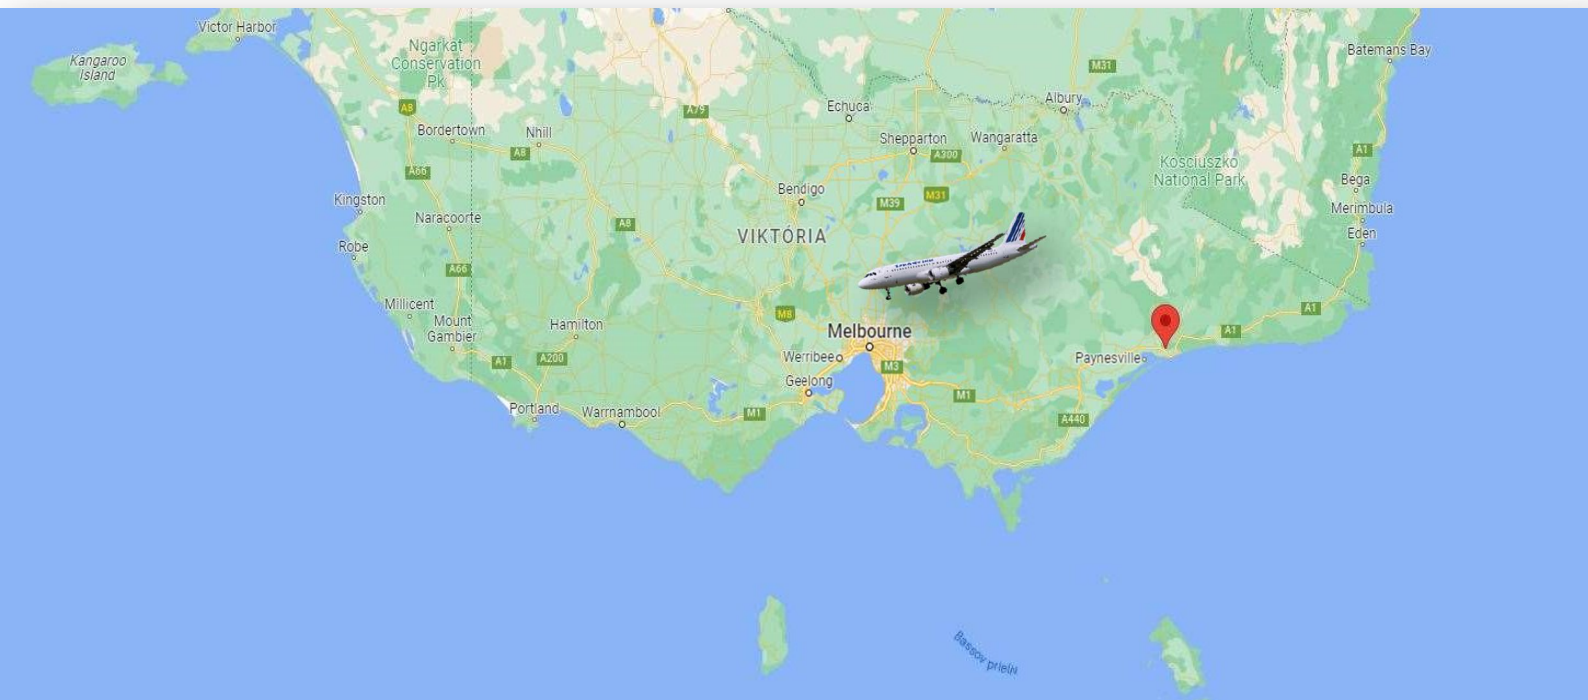 Victor Harbor
Kangaroo
Island
Ngarkat
Conservation
Pk
Batemans Bay
M31
A8
A79
Echuca
Albury
Bordertown
Nhill
A8
Shepparton
Wangaratta
A300
A1
A66
Kosciuszko
National Park
Bega
Bendigo
M39
M31
Kingston
Naracoorte
A8
Merimbula
Robe
VIKTÓRIA
Eden
A66
Millicent
Mount
Gambier
Hamilton
M8
Melbourne
A1
A1
A1
A200
Werribee
M3
Paynesville
Geelong
M1
Portland
Warrnambool
M1
A440
Bassov prieliv